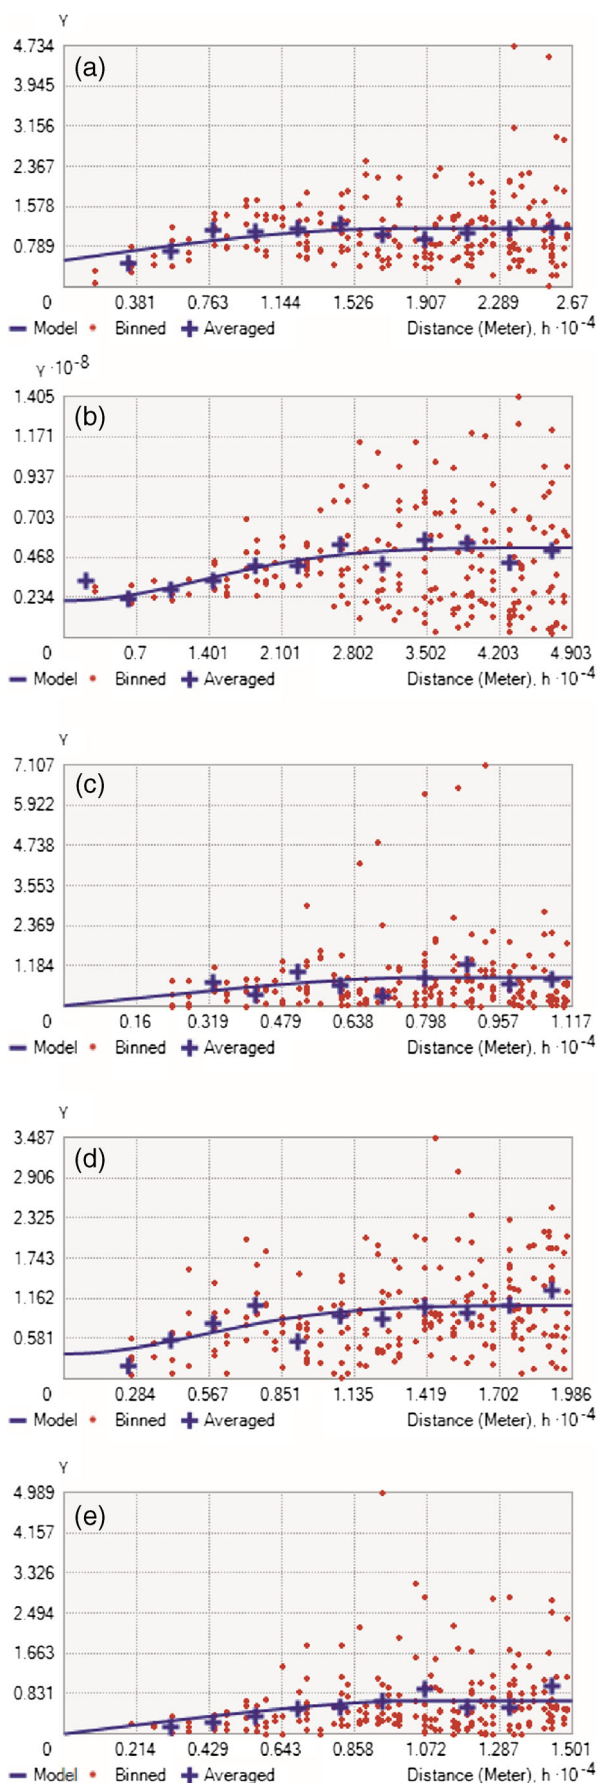 Y
(a)
4.734
3.945
3.156
2.367
1.578
0.789
0 0.381 0.763 1.144 1.526 1.907 2.289 2.67
Model Binned Averaged Distance (Meter), h ·10-4
Y ·10-8
(b)
1.405
1.171
0.937
0.703
0.468
0.234
0 0.7 1.401 2.101 2.802 3.502 4.203 4.903
Model Binned Averaged Distance (Meter), h ·10-4
Y
(c)
7.107
5.922
4.738
3.553
2.369
1.184
0 0.16 0.319 0.479 0.638 0.798 0.957 1.117
Model Binned Averaged Distance (Meter), h ·10-4
Y
(d)
3.487
2.906
2.325
1.743
1.162
0.581
0 0.284 0.567 0.851 1.135 1.419 1.702 1.986
Model Binned Averaged Distance (Meter), h ·10-4
Y
(e)
4.989
4.157
3.326
2.494
1.663
0.831
0 0.214 0.429 0.643 0.858 1.072 1.287 1.501
Model Binned Averaged Distance (Meter), h ·10-4